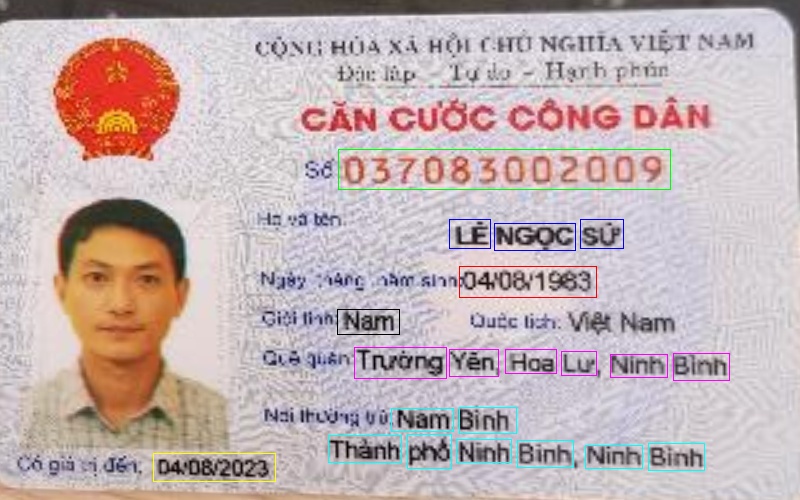 CỘNG HÒA XÃ HỘI CHỦ NGHĨA VIỆT NAM
Độc lập - Tự do - Hạnh phúc
CĂN CƯỚC CÔNG DÂN
Số: 037083002009
Họ và tên:
LÊ NGỌC SỬ
Ngày, tháng, năm sinh: 04/08/1983
Giới tính: Nam Quốc tịch: Việt Nam
Quê quán: Trường Yên, Hoa Lư, Ninh Bình
Nơi thường trú: Nam Bình
Thành phố Ninh Bình, Ninh Bình
Có giá trị đến: 04/08/2023